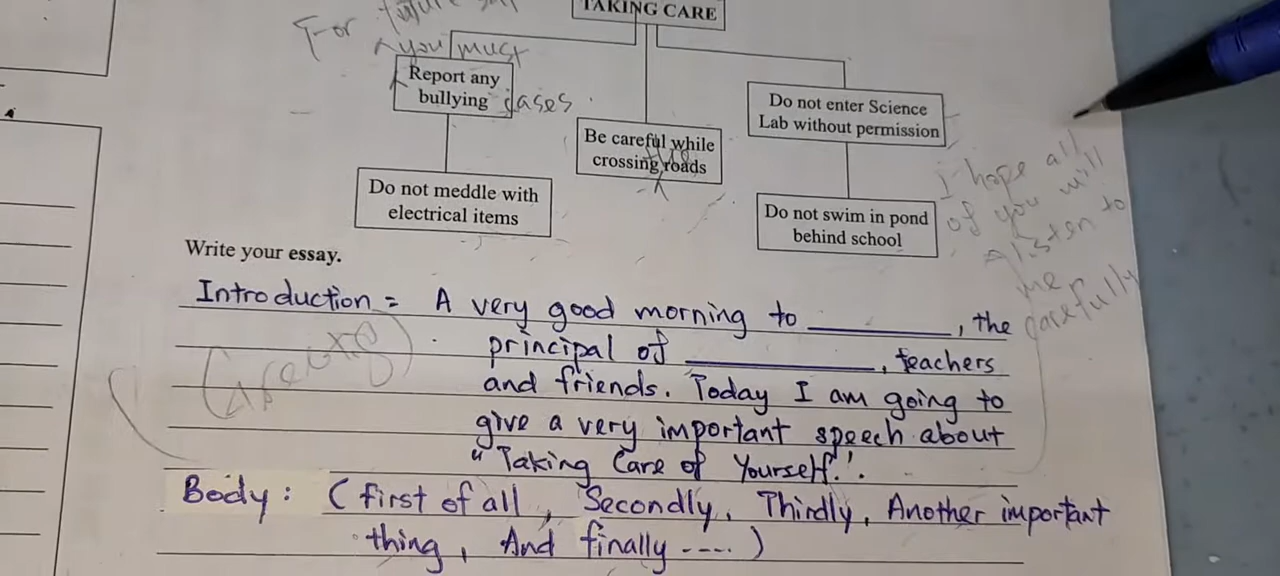 TAKING CARE
For future
you must
Report any
bullying cases.
Be careful while
crossing the roads
Do not enter Science
Lab without permission
Do not meddle with
electrical items
Do not swim in pond
behind school
I hope all
of you will
listen to
me
carefully
Write your essay.
Introduction = A very good morning to ________, the
principal of ________, teachers
and friends. Today I am going to
give a very important speech about
"Taking Care of Yourself".
Body: (First of all, Secondly, Thirdly, Another important
thing, And finally ----)